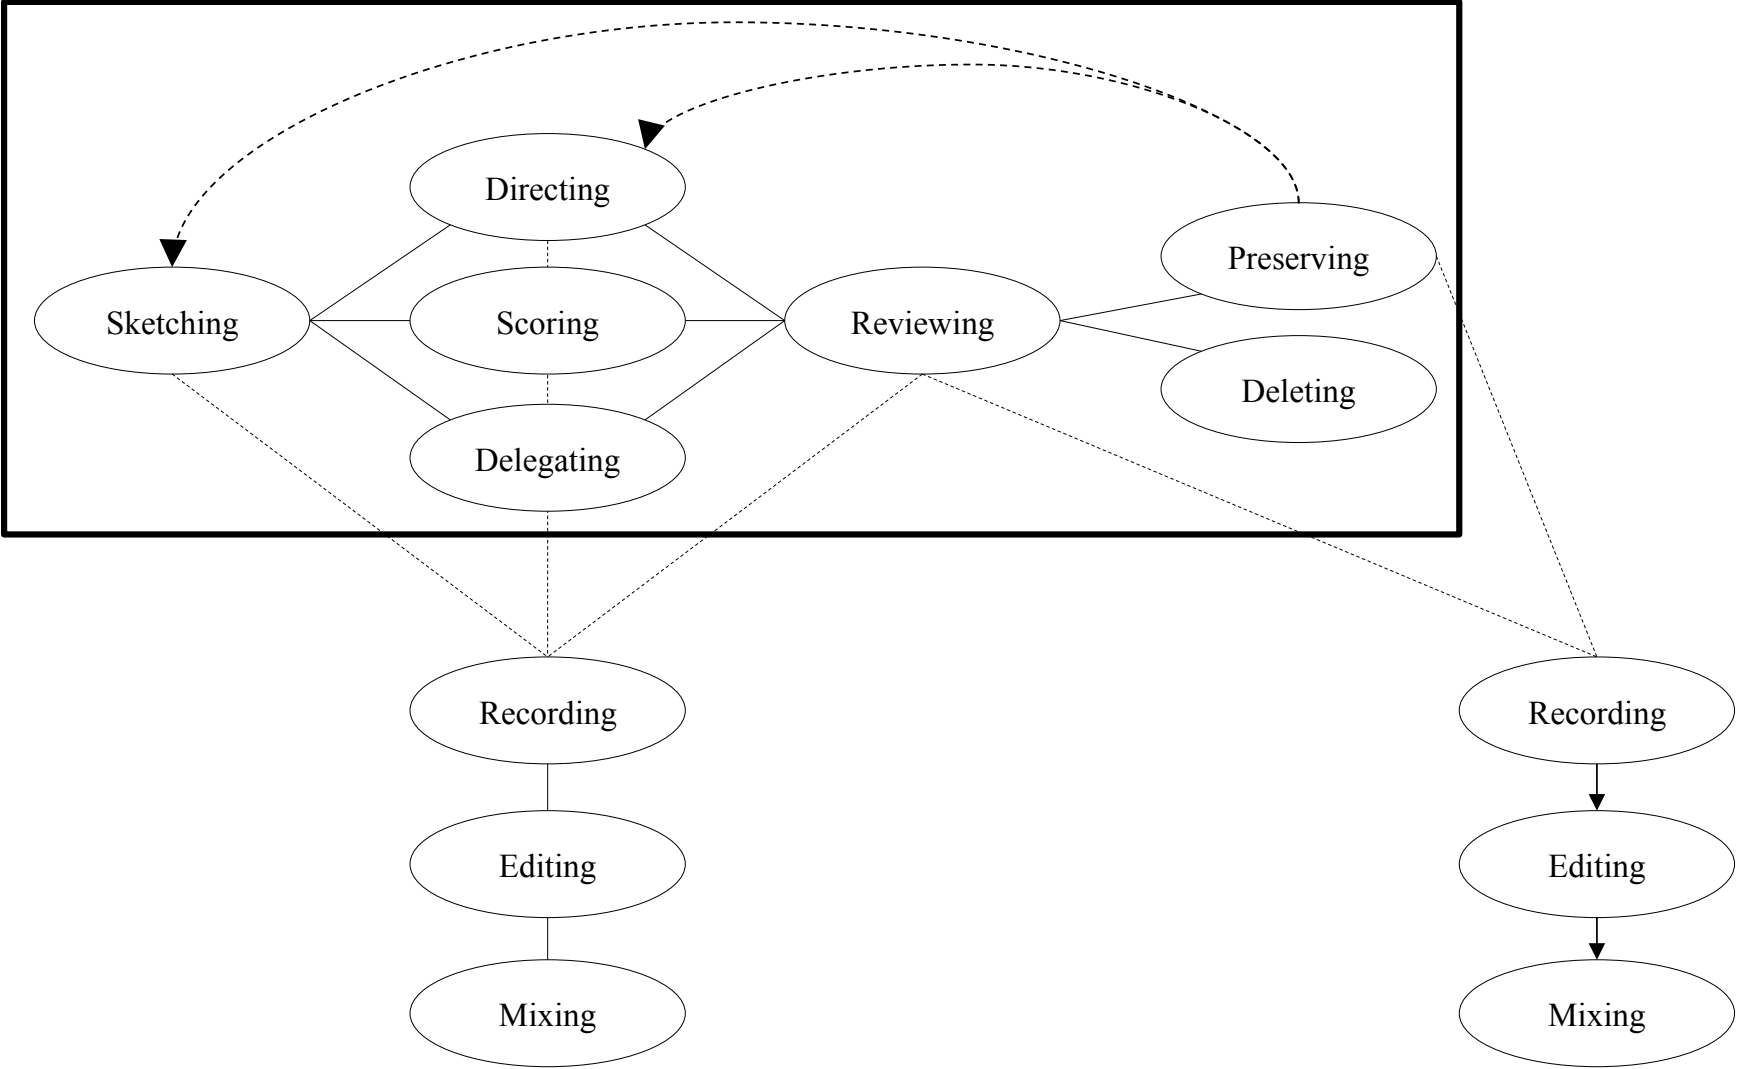 Directing
Preserving
Sketching
Scoring
Reviewing
Deleting
Delegating
Recording
Recording
Editing
Editing
Mixing
Mixing